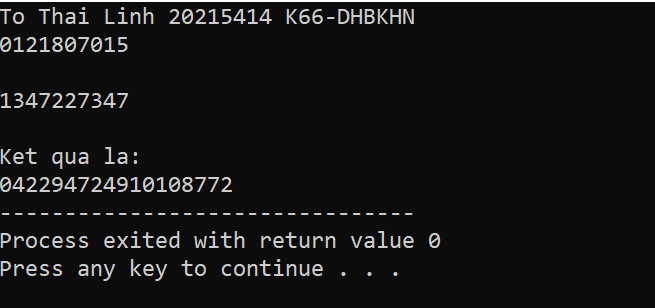 To Thai Linh 20215414 K66-DHBKHN
0121807015
1347227347
Ket qua la:
042294724910108772
--------------------------------
Process exited with return value 0
Press any key to continue . . .